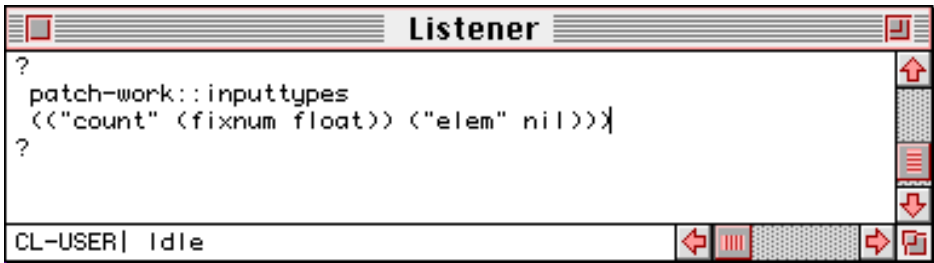 Listener
?
patch-work::inputtypes
(("count" (fixnum float)) ("elem" nil)))
?
CL-USER| Idle